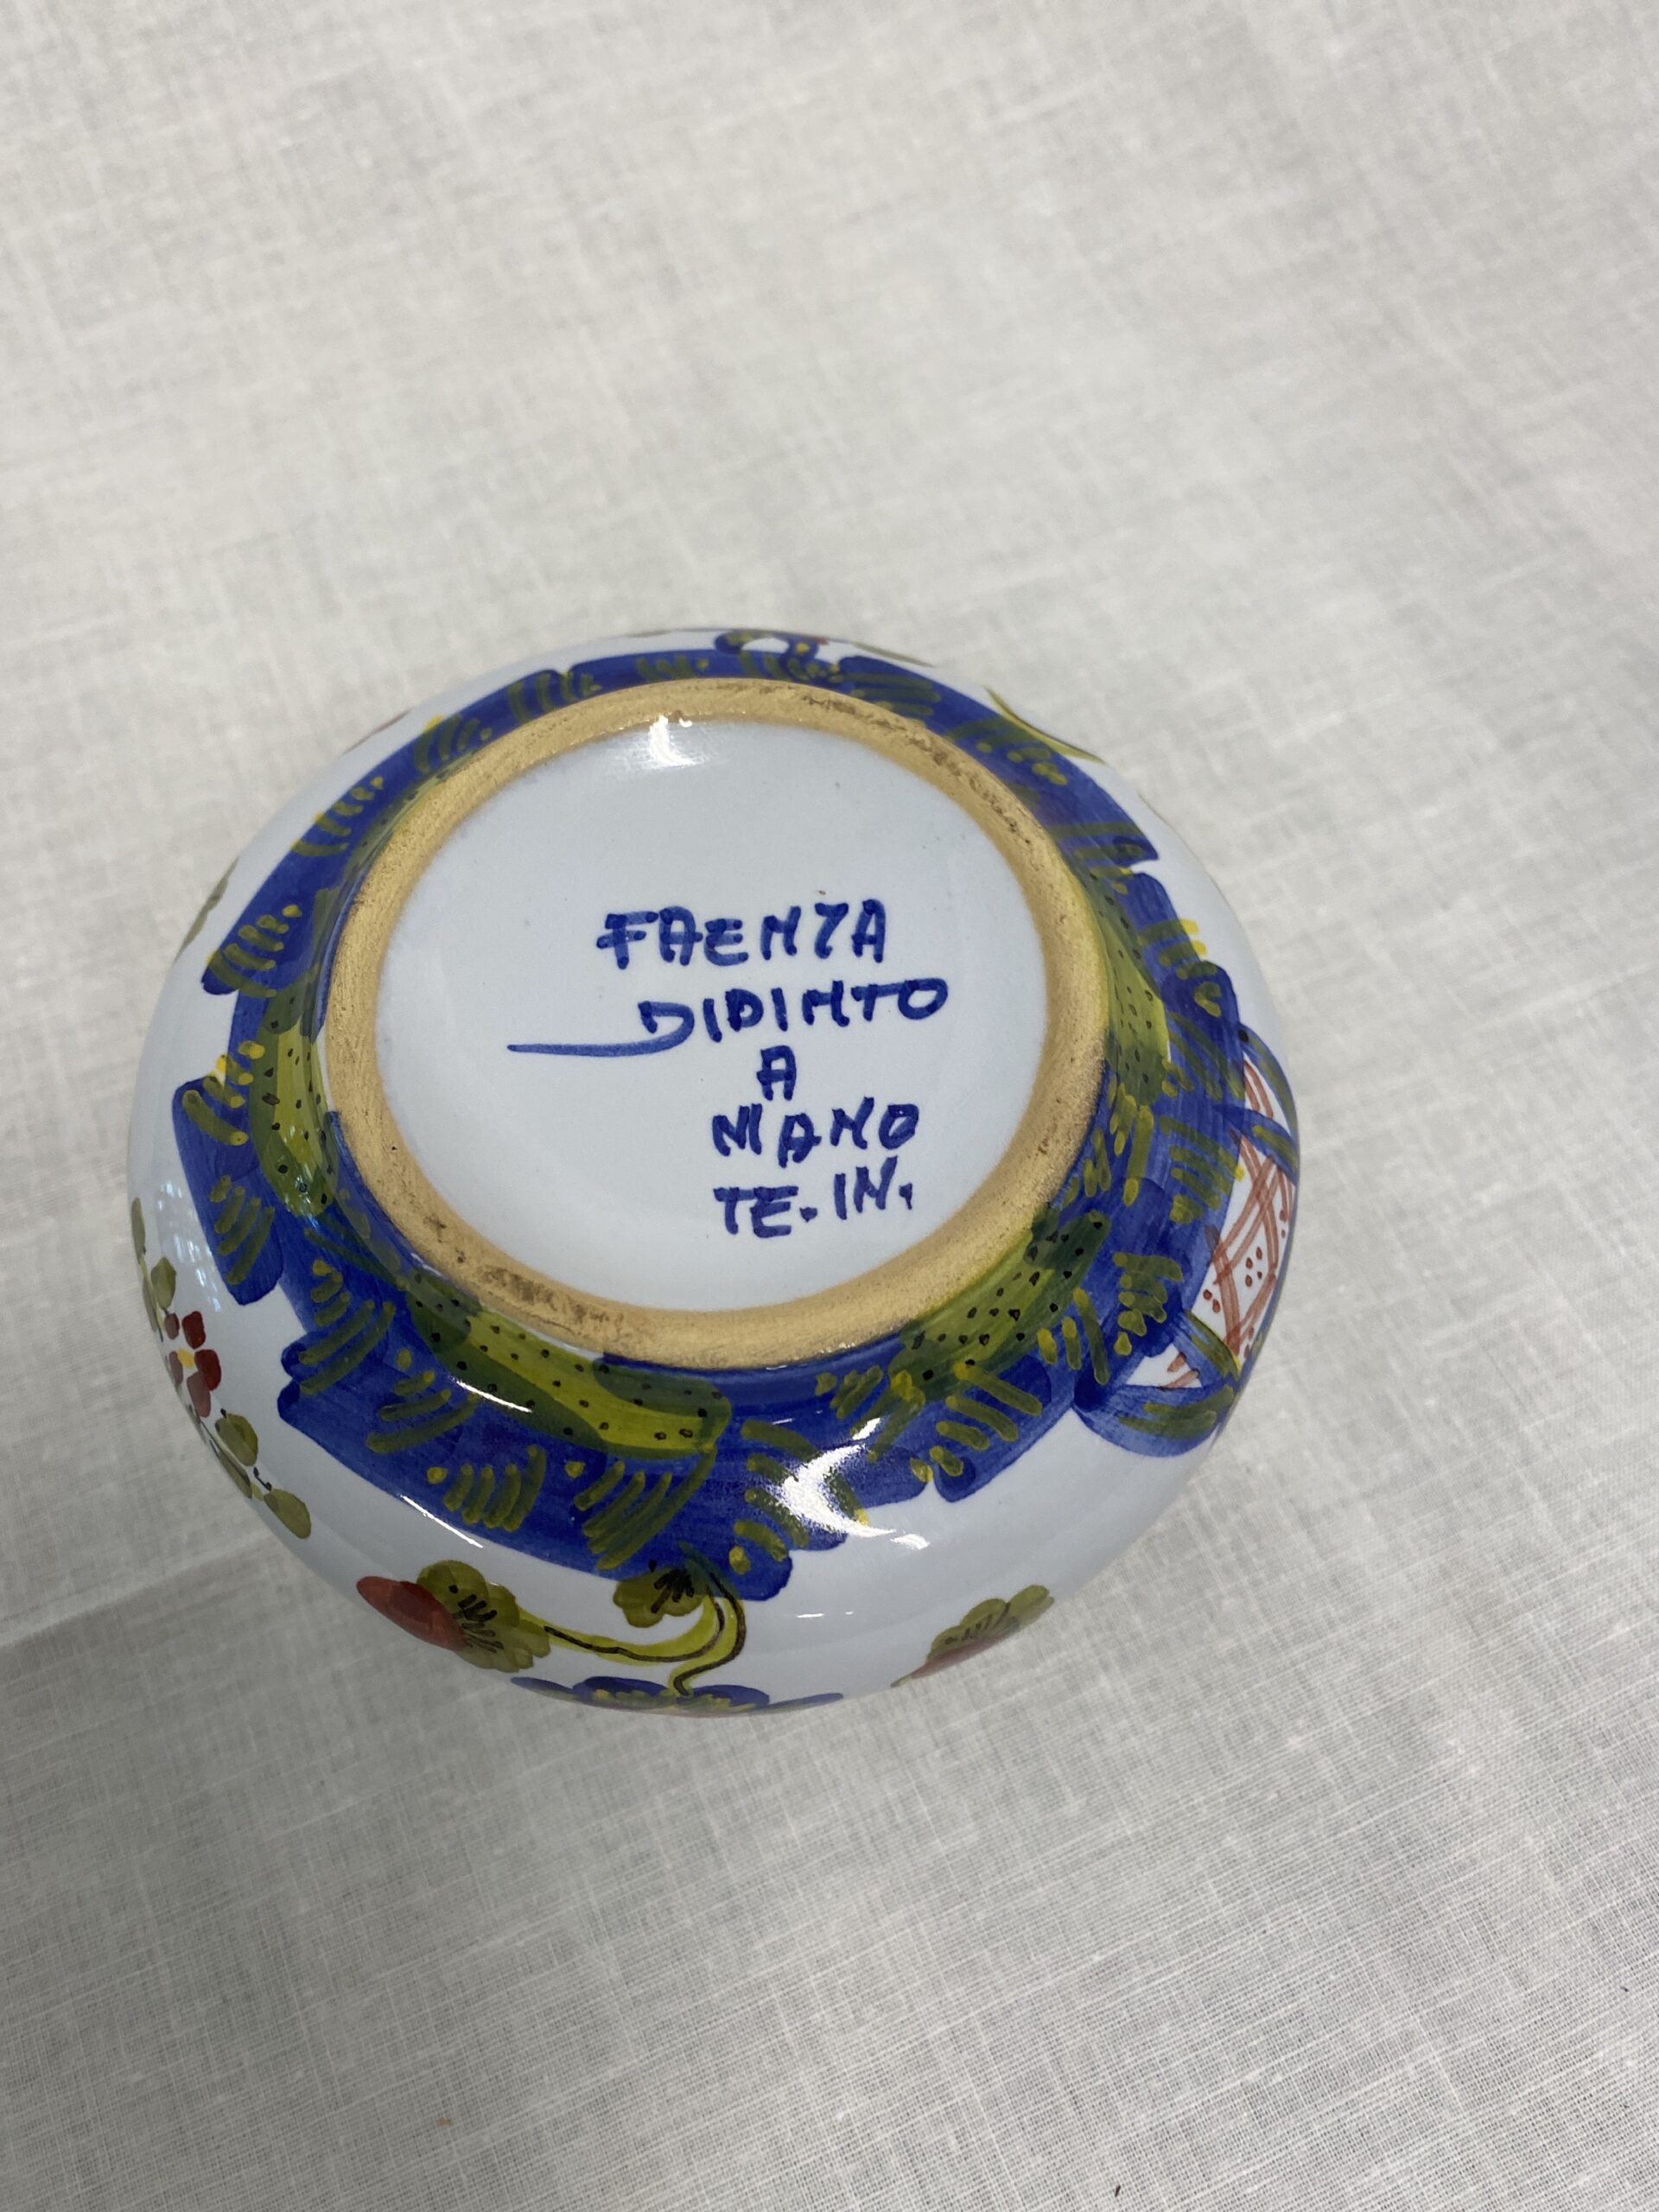 FAENZA
DIPINTO
A
MANO
TE.IN.